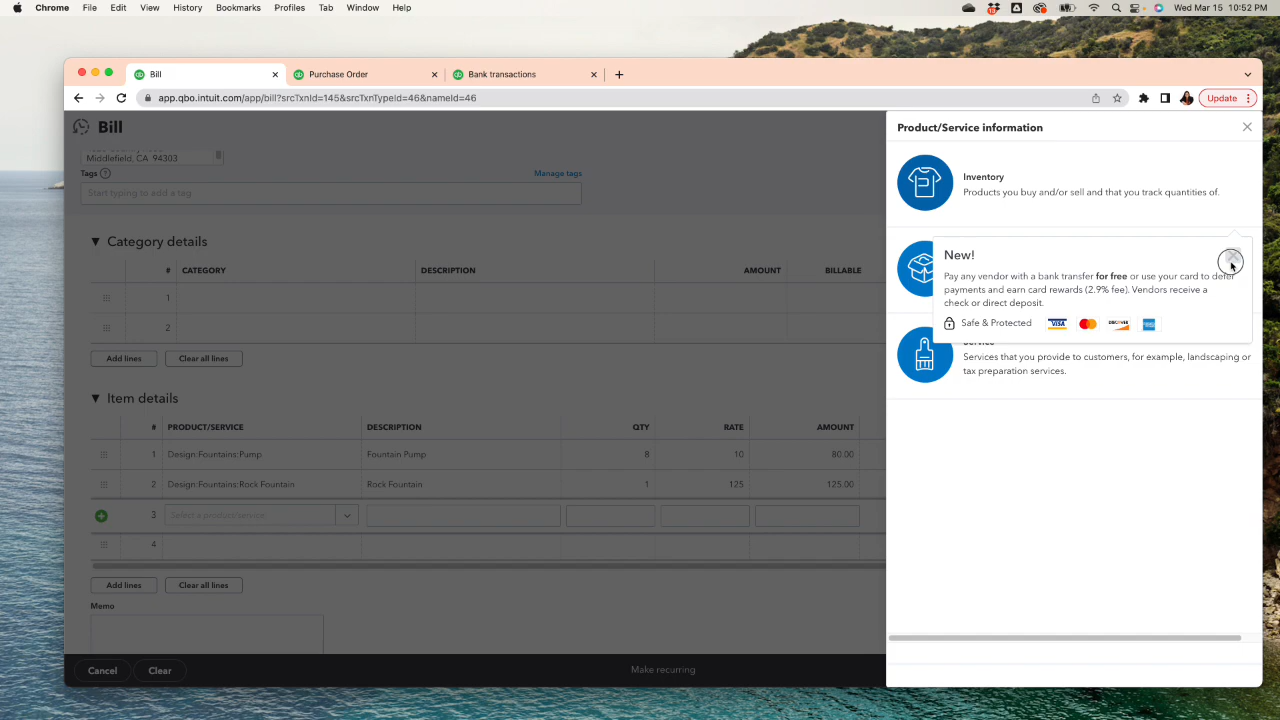 Chrome File Edit View History Bookmarks Profiles Tab Window Help Wed Mar 15 10:52 PM
Bill Purchase Order Bank transactions
app.qbo.intuit.com/app/bill?srcTxnId=145&srcTxnTypeId=46&nameId=46 Update
Bill
Middlefield, CA 94303
Tags ? Manage tags
Start typing to add a tag
Category details
# CATEGORY DESCRIPTION AMOUNT BILLABLE
1
2
Add lines Clear all lines
Item details
# PRODUCT/SERVICE DESCRIPTION QTY RATE AMOUNT
1 Design:Fountains:Pump Fountain Pump 8 10 80.00
2 Design:Fountains:Rock Fountain Rock Fountain 1 125 125.00
3 Select a product/service
4
Add lines Clear all lines
Memo
Cancel Clear Make recurring
Product/Service information
Inventory
Products you buy and/or sell and that you track quantities of.
New!
Pay any vendor with a bank transfer for free or use your card to defer
payments and earn card rewards (2.9% fee). Vendors receive a
check or direct deposit.
Safe & Protected VISA DISCOVER
Service
Services that you provide to customers, for example, landscaping or
tax preparation services.